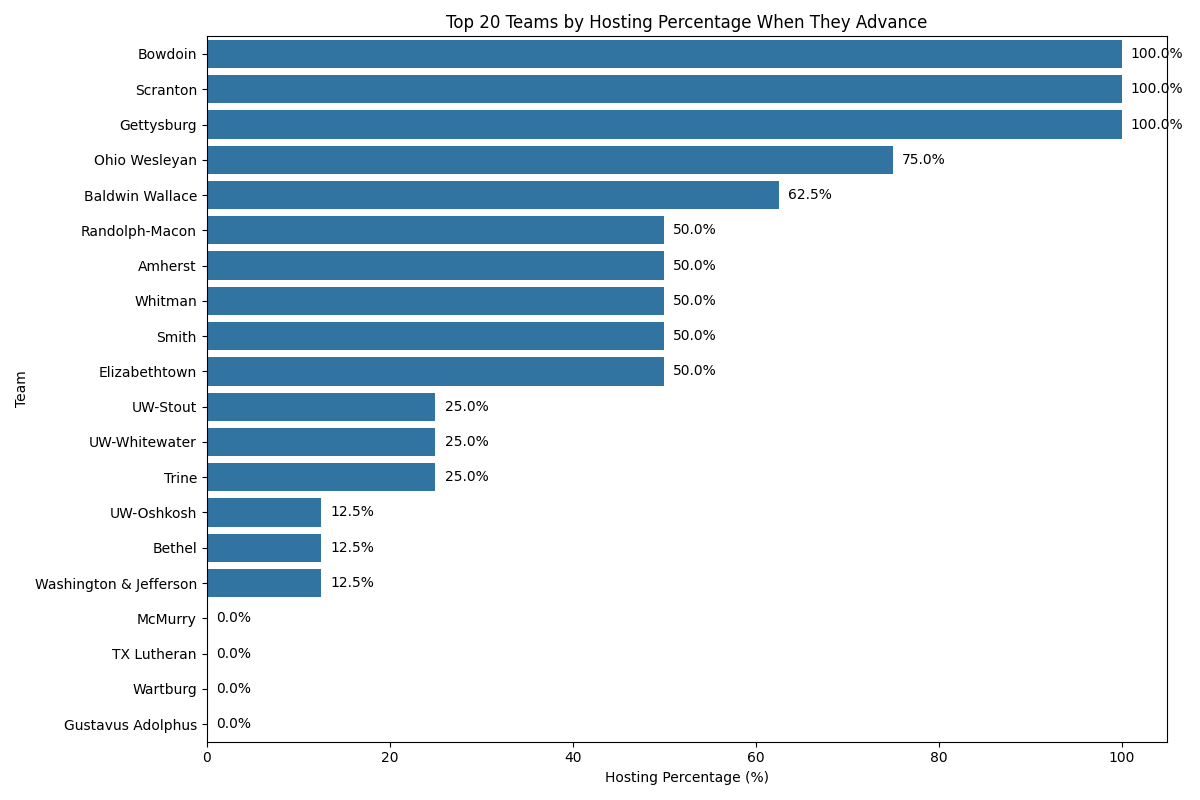 Top 20 Teams by Hosting Percentage When They Advance
Bowdoin 100.0%
Scranton 100.0%
Gettysburg 100.0%
Ohio Wesleyan 75.0%
Baldwin Wallace 62.5%
Randolph-Macon 50.0%
Amherst 50.0%
Whitman 50.0%
Smith 50.0%
Elizabethtown 50.0%
Team
UW-Stout 25.0%
UW-Whitewater 25.0%
Trine 25.0%
UW-Oshkosh 12.5%
Bethel 12.5%
Washington & Jefferson 12.5%
McMurry 0.0%
TX Lutheran 0.0%
Wartburg 0.0%
Gustavus Adolphus 0.0%
0 20 40 60 80 100
Hosting Percentage (%)